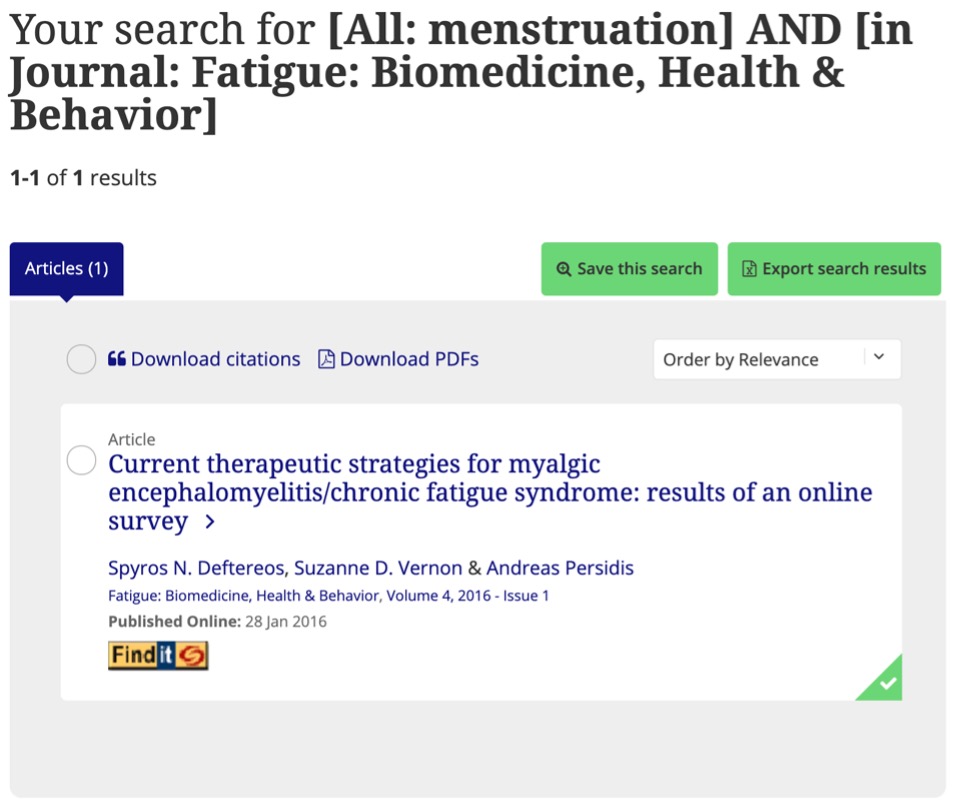 Your search for [All: menstruation] AND [in
Journal: Fatigue: Biomedicine, Health &
Behavior]
1-1 of 1 results
Articles (1)
Save this search
Export search results
Download citations
Download PDFs
Order by Relevance
Article
Current therapeutic strategies for myalgic
encephalomyelitis/chronic fatigue syndrome: results of an online
survey >
Spyros N. Deftereos, Suzanne D. Vernon & Andreas Persidis
Fatigue: Biomedicine, Health & Behavior, Volume 4, 2016 - Issue 1
Published Online: 28 Jan 2016
Find it S